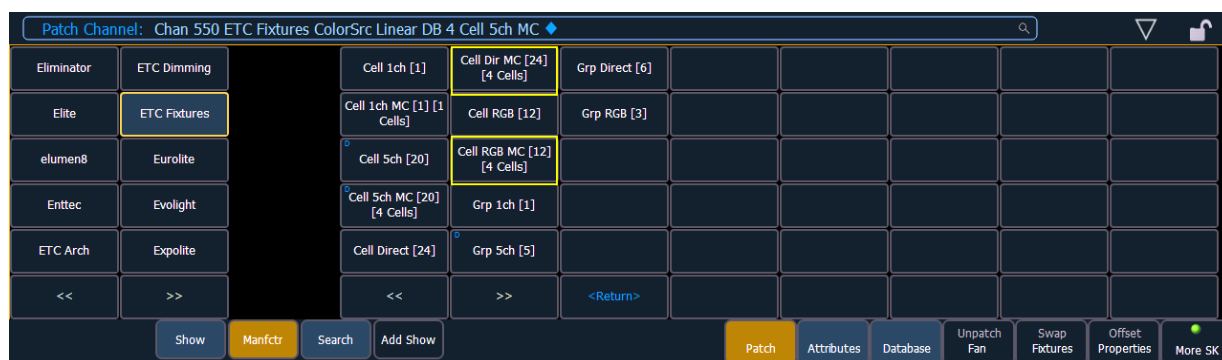 Patch Channel: Chan 550 ETC Fixtures ColorSrc Linear DB 4 Cell 5ch MC
Eliminator
ETC Dimming
Cell 1ch [1]
Cell Dir MC [24]
[4 Cells]
Grp Direct [6]
Elite
ETC Fixtures
Cell 1ch MC [1] [1
Cells]
Cell RGB [12]
Grp RGB [3]
elumen8
Eurolite
D
Cell 5ch [20]
Cell RGB MC [12]
[4 Cells]
Enttec
Evolight
D
Cell 5ch MC [20]
[4 Cells]
Grp 1ch [1]
ETC Arch
Expolite
Cell Direct [24]
D
Grp 5ch [5]
<<
>>
<<
>>
<Return>
Show
Manfctr
Search
Add Show
Patch
Attributes
Database
Unpatch
Fan
Swap
Fixtures
Offset
Properties
More SK